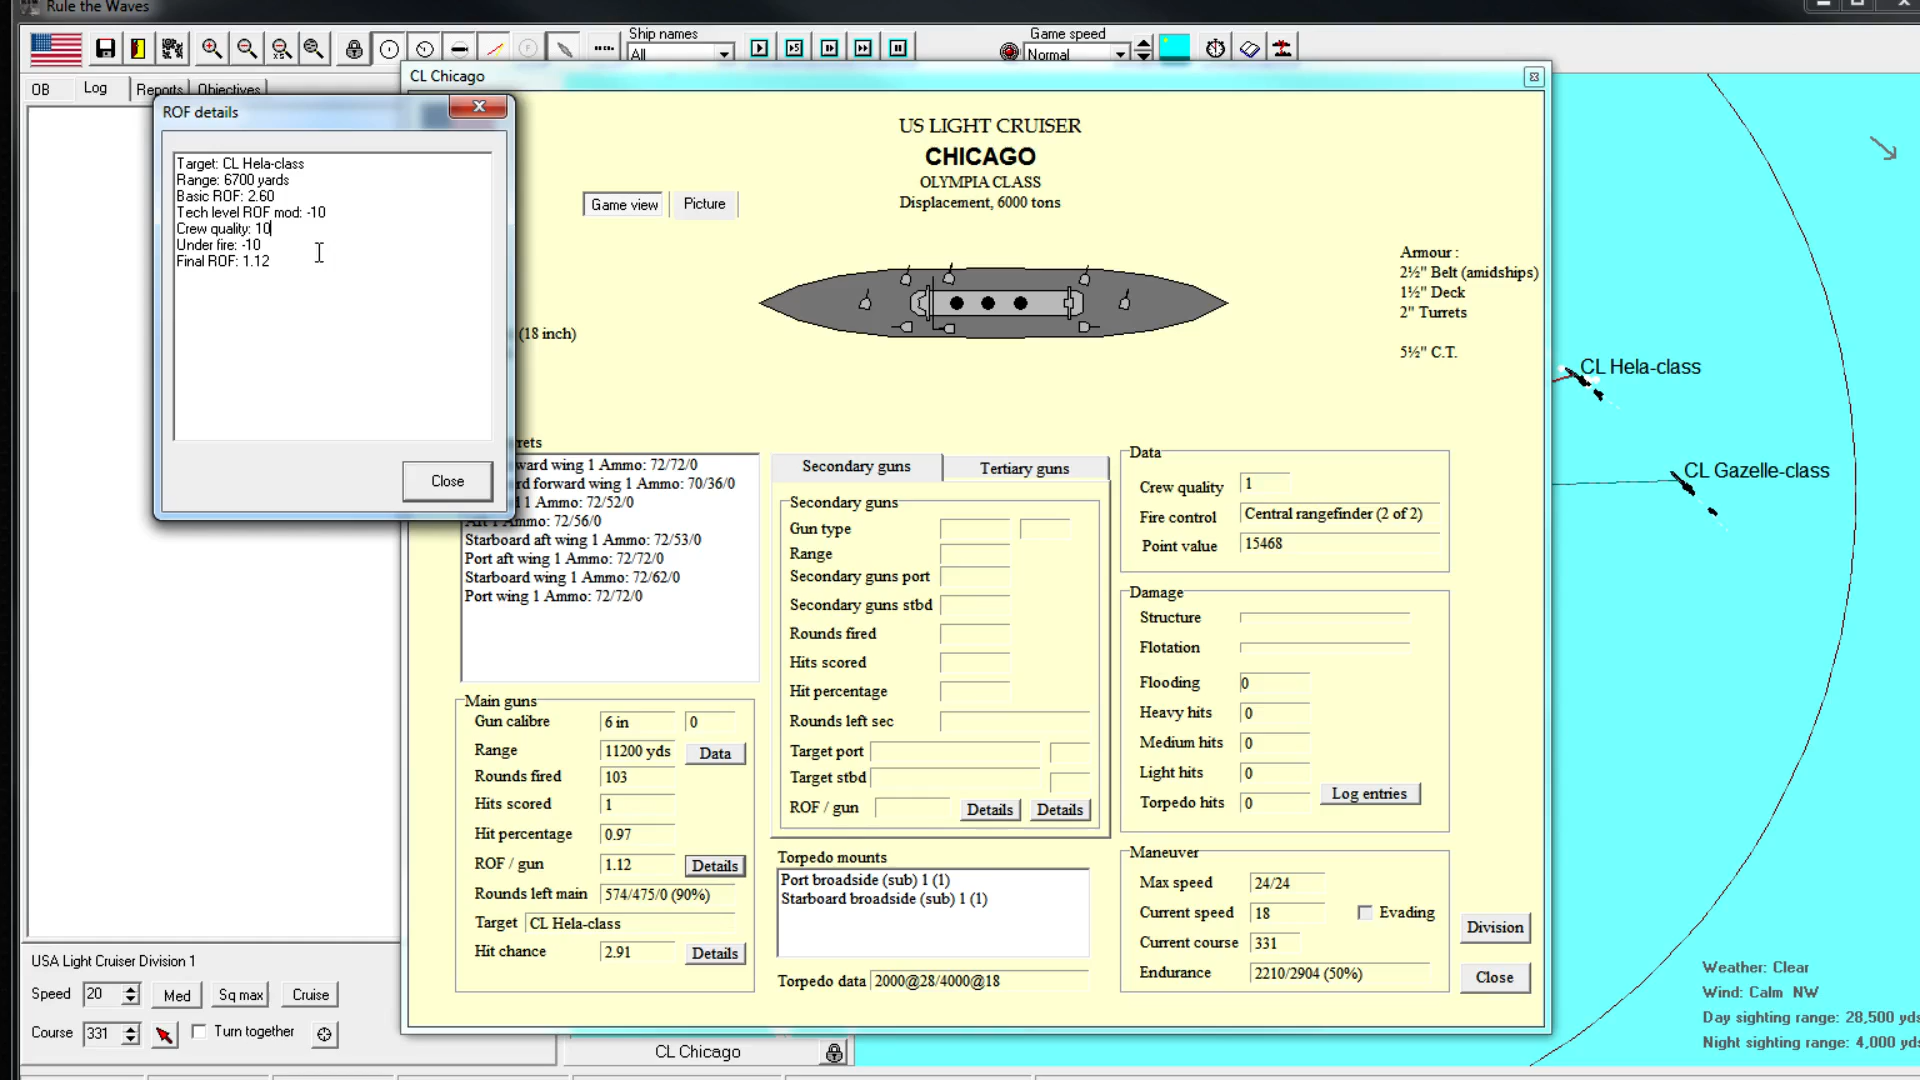 Rule the Waves
Ship names
All
Game speed
Normal
OB
Log
Reports
Objectives
CL Chicago
ROF details
Target: CL Hela-class
Range: 6700 yards
Basic ROF: 2.60
Tech level ROF mod: -10
Crew quality: 10
Under fire: -10
Final ROF: 1.12
Close
US LIGHT CRUISER
CHICAGO
OLYMPIA CLASS
Displacement, 6000 tons
Game view
Picture
Armour :
2½" Belt (amidships)
1½" Deck
2" Turrets
5½" C.T.
(18 inch)
CL Hela-class
CL Gazelle-class
rets
ward wing 1 Ammo: 72/72/0
rd forward wing 1 Ammo: 70/36/0
1 Ammo: 72/52/0
Aft 1 Ammo: 72/56/0
Starboard aft wing 1 Ammo: 72/53/0
Port aft wing 1 Ammo: 72/72/0
Starboard wing 1 Ammo: 72/62/0
Port wing 1 Ammo: 72/72/0
Main guns
Gun calibre 6 in 0
Range 11200 yds Data
Rounds fired 103
Hits scored 1
Hit percentage 0.97
ROF / gun 1.12 Details
Rounds left main 574/475/0 (90%)
Target CL Hela-class
Hit chance 2.91 Details
Secondary guns
Tertiary guns
Secondary guns
Gun type
Range
Secondary guns port
Secondary guns stbd
Rounds fired
Hits scored
Hit percentage
Rounds left sec
Target port
Target stbd
ROF / gun Details Details
Torpedo mounts
Port broadside (sub) 1 (1)
Starboard broadside (sub) 1 (1)
Torpedo data 2000@28/4000@18
Data
Crew quality 1
Fire control Central rangefinder (2 of 2)
Point value 15468
Damage
Structure
Flotation
Flooding 0
Heavy hits 0
Medium hits 0
Light hits 0
Torpedo hits 0 Log entries
Maneuver
Max speed 24/24
Current speed 18 Evading
Current course 331
Endurance 2210/2904 (50%)
Division
Close
USA Light Cruiser Division 1
Speed 20 Med Sq max Cruise
Course 331 Turn together
CL Chicago
Weather: Clear
Wind: Calm NW
Day sighting range: 28,500 yds
Night sighting range: 4,000 yds